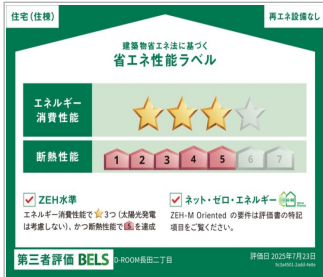 住宅(住棟)
再エネ設備なし
建築物省エネ法に基づく
省エネ性能ラベル
エネルギー
消費性能
断熱性能
1 2 3 4 5 6 7
ZEH水準
エネルギー消費性能で☆3つ(太陽光発電
は考慮しない)、かつ断熱性能で5を達成
ネット・ゼロ・エネルギー
ZEH-M Oriented の要件は評価書の特記
項目をご覧ください。
第三者評価 BELS
D-ROOM長田二丁目
評価日 2025年7月23日